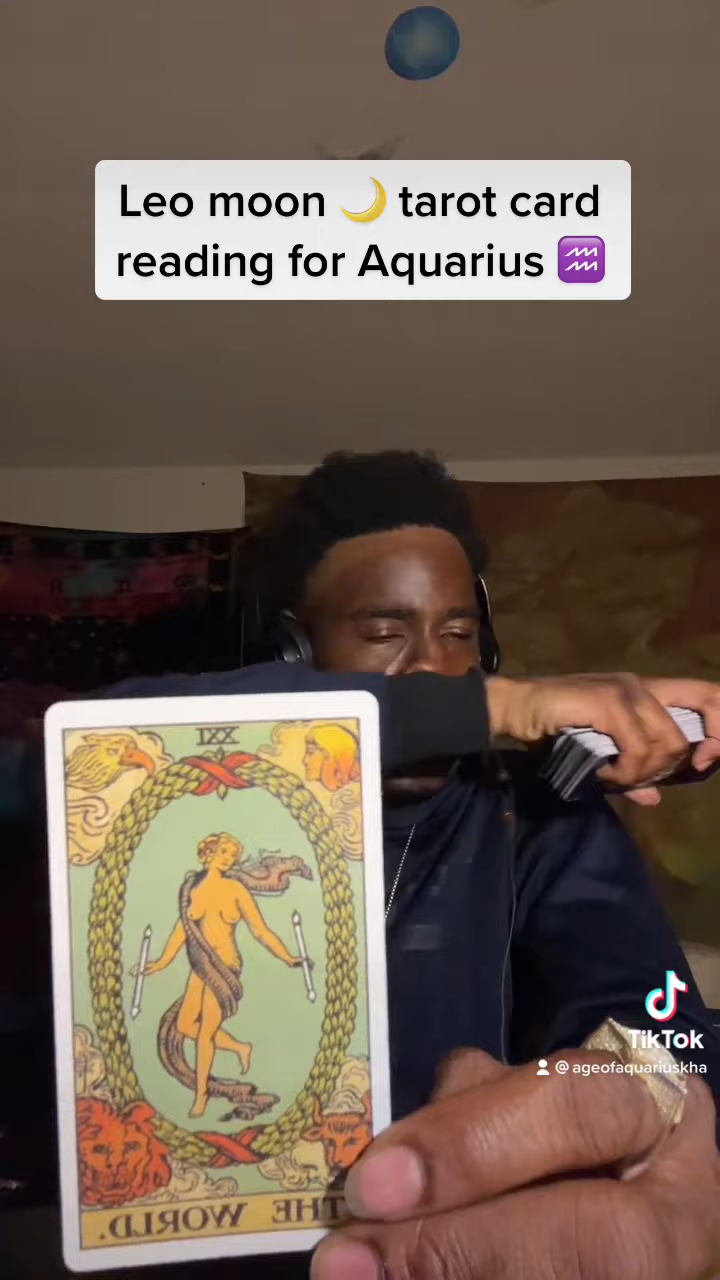 Leo moon 🌙 tarot card
reading for Aquarius ♒
XXI
THE WORLD.
TikTok
@ageofaquariuskha